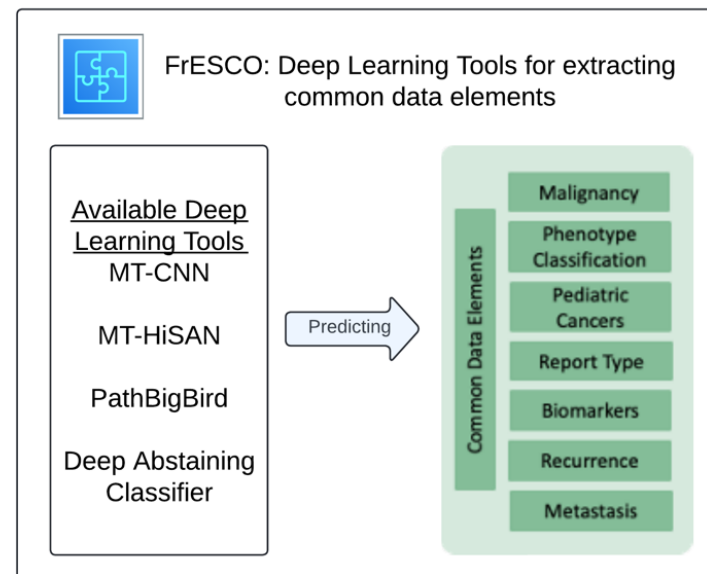 FrESCO: Deep Learning Tools for extracting
common data elements
Available Deep
Learning Tools
MT-CNN
MT-HiSAN
PathBigBird
Deep Abstaining
Classifier
Predicting
Common Data Elements
Malignancy
Phenotype
Classification
Pediatric
Cancers
Report Type
Biomarkers
Recurrence
Metastasis